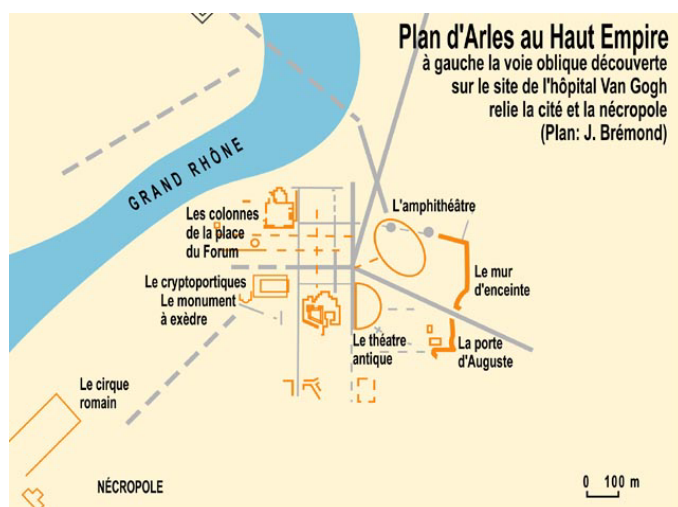 Plan d'Arles au Haut Empire
à gauche la voie oblique découverte
sur le site de l'hôpital Van Gogh
relie la cité et la nécropole
(Plan: J. Brémond)
GRAND RHÔNE
L'amphithéâtre
Les colonnes
de la place
du Forum
Le mur
d'enceinte
Le cryptoportiques
Le monument
à exèdre
Le théatre
antique
La porte
d'Auguste
Le cirque
romain
NÉCROPOLE
0 100 m